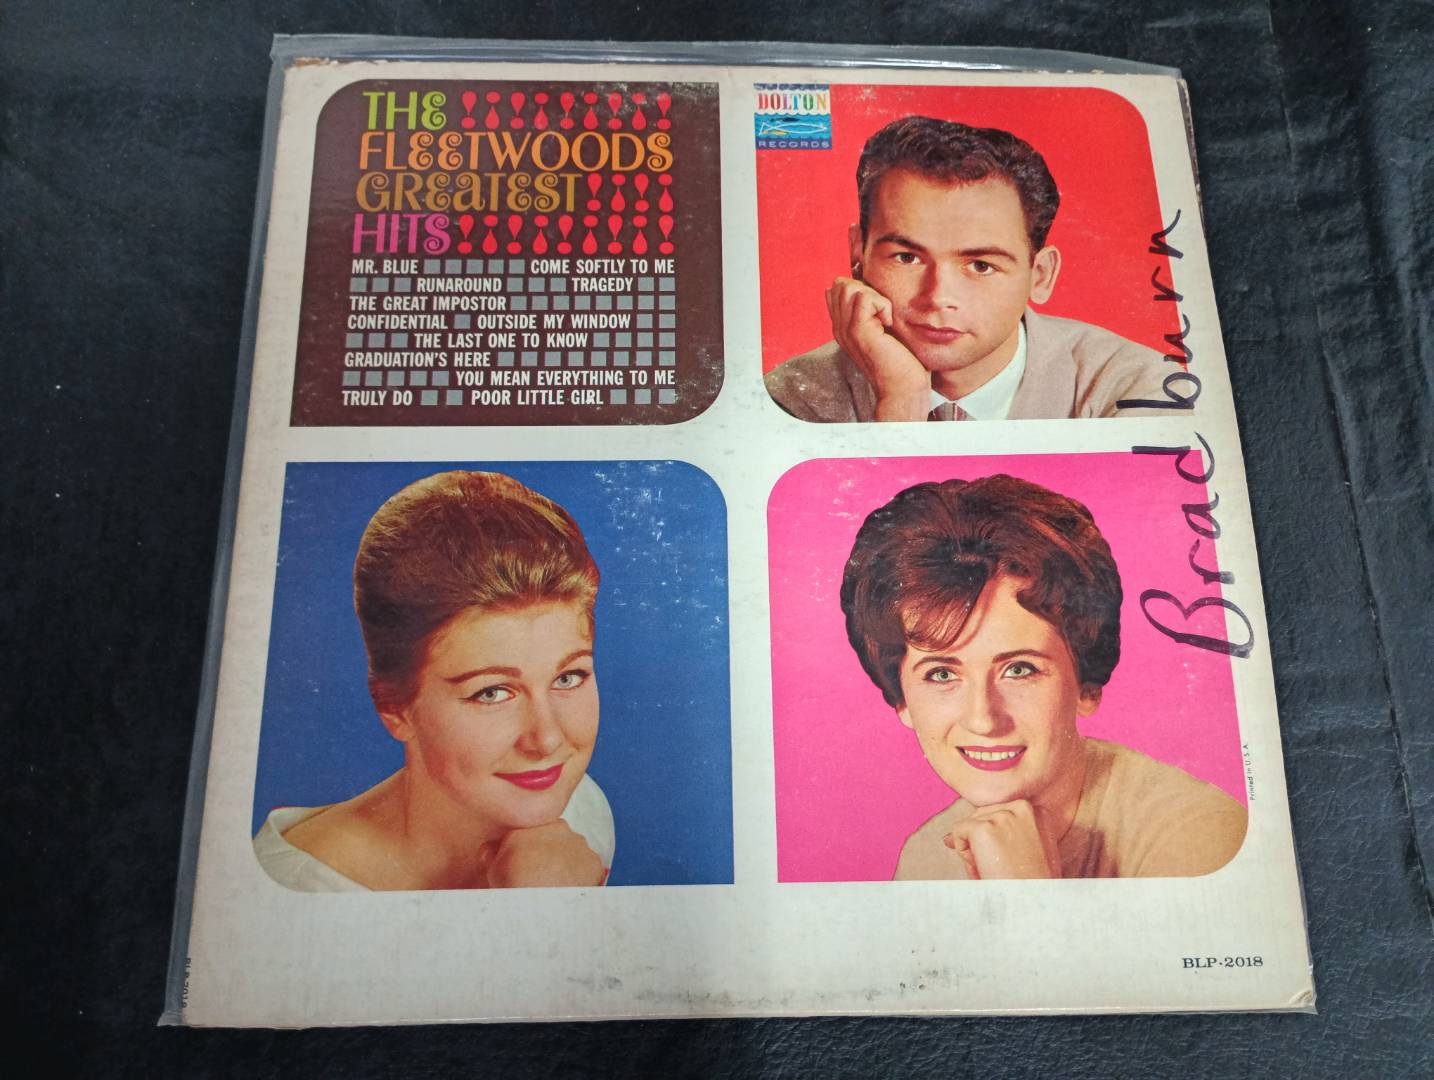 THE !!!!!!!!!
FLEETWOODS
GREATEST!!!!
HITS!!!!!!!!!
MR. BLUE COME SOFTLY TO ME
RUNAROUND TRAGEDY
THE GREAT IMPOSTOR
CONFIDENTIAL OUTSIDE MY WINDOW
THE LAST ONE TO KNOW
GRADUATION'S HERE
YOU MEAN EVERYTHING TO ME
TRULY DO POOR LITTLE GIRL
DOLTON
RECORDS
Bradburn
Printed in U.S.A.
BLP·2018
BLP-2018